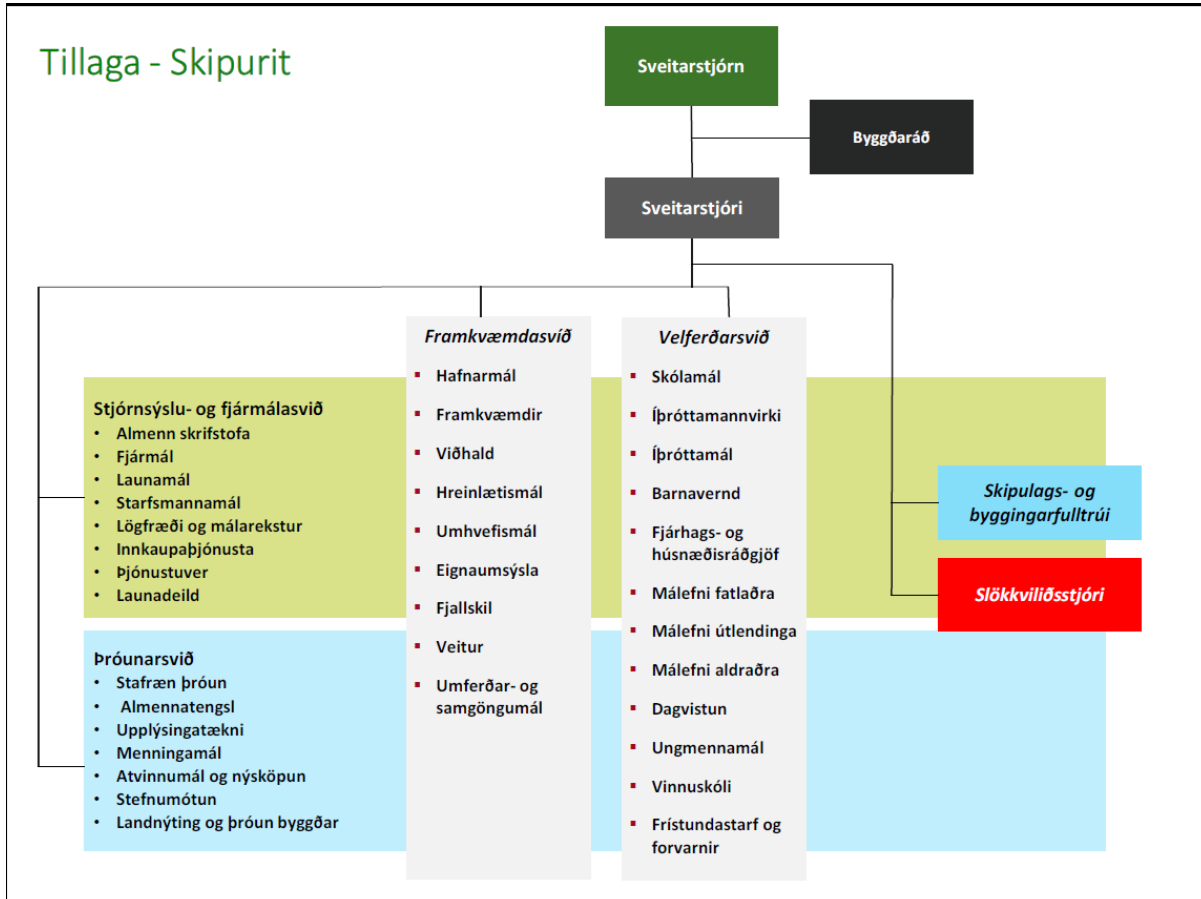 Tillaga - Skipurit
Sveitarstjórn
Byggðaráð
Sveitarstjóri
Framkvæmdasvíð
▪ Hafnarmál
▪ Framkvæmdir
▪ Viðhald
▪ Hreinlætismál
▪ Umhvefismál
▪ Eignaumsýsla
▪ Fjallskil
▪ Veitur
▪ Umferðar- og
samgöngumál
Velferðarsvið
▪ Skólamál
▪ Íþróttamannvirki
▪ Íþróttamál
▪ Barnavernd
▪ Fjárhags- og
húsnæðisráðgjöf
▪ Málefni fatlaðra
▪ Málefni útlendinga
▪ Málefni aldraðra
▪ Dagvistun
▪ Ungmennamál
▪ Vinnuskóli
▪ Frístundastarf og
forvarnir
Stjórnsýslu- og fjármálasvið
• Almenn skrifstofa
• Fjármál
• Launamál
• Starfsmannamál
• Lögfræði og málarekstur
• Innkaupaþjónusta
• Þjónustuver
• Launadeild
Þróunarsvið
• Stafræn þróun
• Almennatengsl
• Upplýsingatækni
• Menningamál
• Atvinnumál og nýsköpun
• Stefnumótun
• Landnýting og þróun byggðar
Skipulags- og
byggingarfulltrúi
Slökkviliðsstjóri